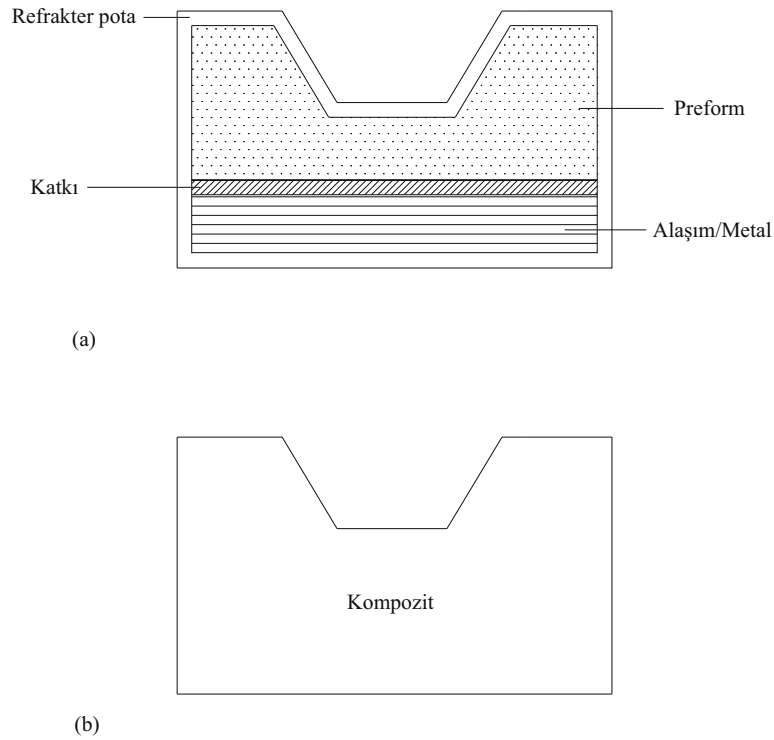 Refrakter pota
Preform
Katkı
Alaşım/Metal
(a)
Kompozit
(b)